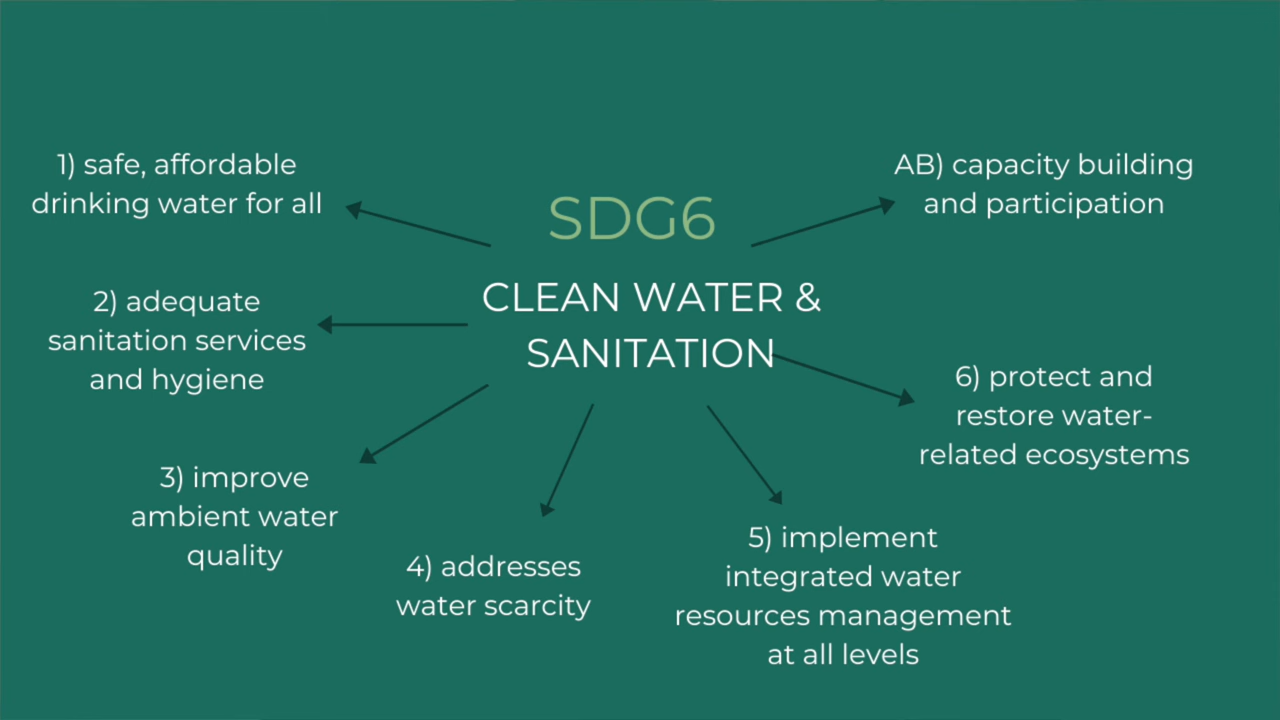 SDG6
CLEAN WATER &
SANITATION
1) safe, affordable
drinking water for all
2) adequate
sanitation services
and hygiene
3) improve
ambient water
quality
4) addresses
water scarcity
5) implement
integrated water
resources management
at all levels
6) protect and
restore water-
related ecosystems
AB) capacity building
and participation